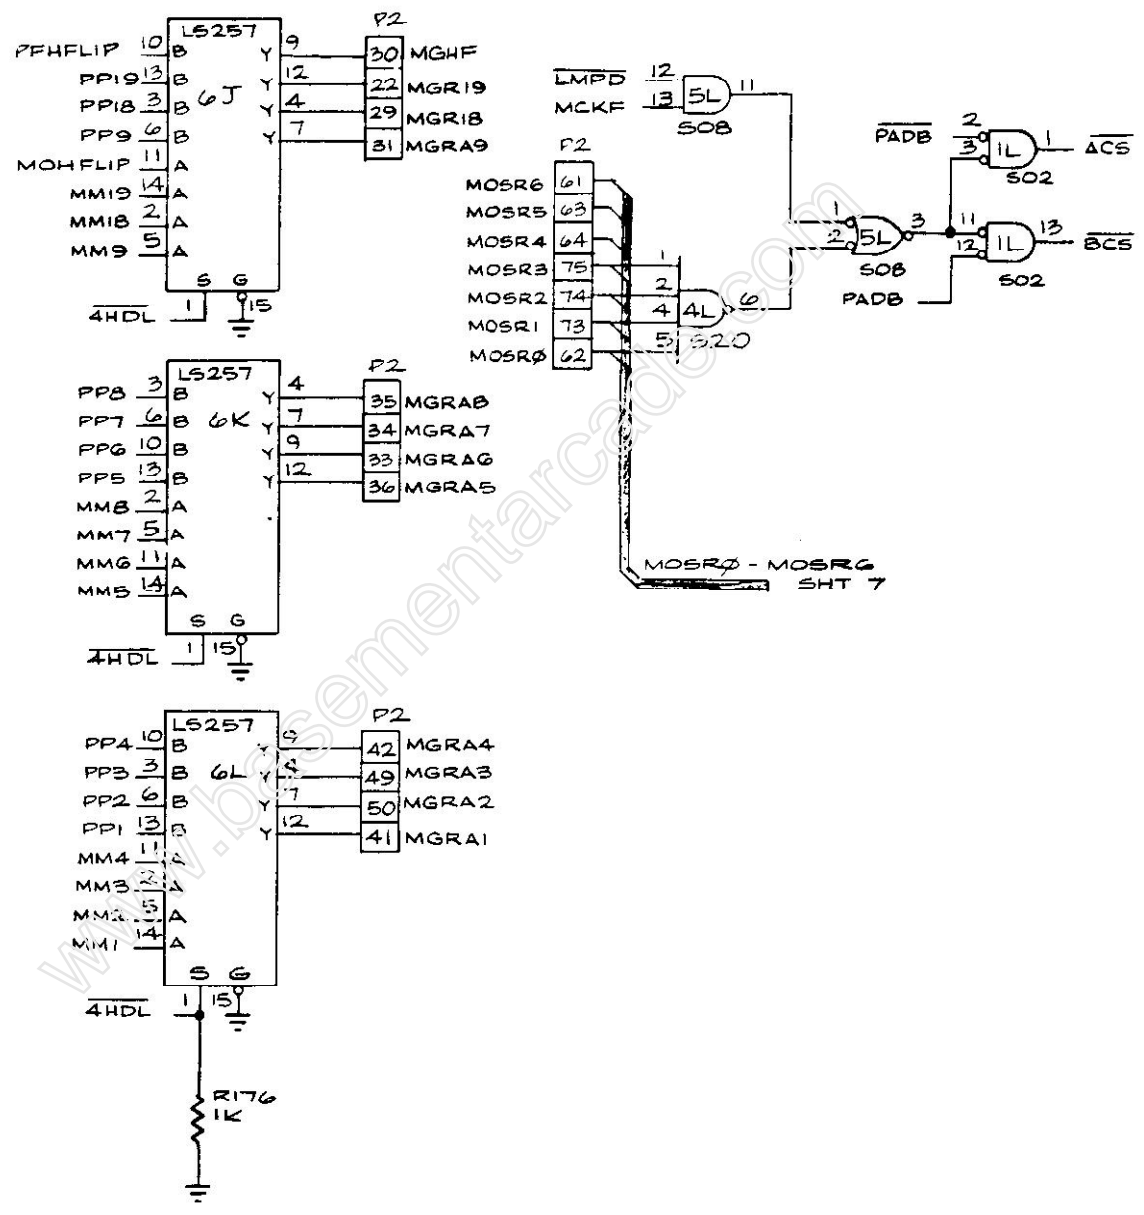 LS257
6J
PFHFLIP 10 B Y 9
PP19 13 B Y 12
PP18 3 B Y 4
PP9 6 B Y 7
MOHFLIP 11 A
MM19 14 A
MM18 2 A
MM9 5 A
S G
4HDL 1 15
P2
30 MGHF
22 MGR19
29 MGR18
31 MGRA9
LS257
6K
PP8 3 B Y 4
PP7 6 B Y 7
PP6 10 B Y 9
PP5 13 B Y 12
MM8 2 A
MM7 5 A
MM6 11 A
MM5 14 A
S G
4HDL 1 15
P2
35 MGRA8
34 MGRA7
33 MGRA6
36 MGRA5
LS257
6L
PP4 10 B Y 9
PP3 3 B Y 4
PP2 6 B Y 7
PP1 13 B Y 12
MM4 11 A
MM3 2 A
MM2 5 A
MM1 14 A
S G
4HDL 1 15
R176
1K
P2
42 MGRA4
49 MGRA3
50 MGRA2
41 MGRA1
LMPD 12
MCKF 13
5L 11
S08
P2
MOSR6 61
MOSR5 63
MOSR4 64
MOSR3 75 1
MOSR2 74 2
MOSR1 73 4
MOSRØ 62 5
4L 6
S20
1
2
5L 3
S08
PADB 2
3
1L 1 ACS
S02
11
12
1L 13 BCS
S02
PADB
MOSRØ - MOSR6
SHT 7
www.basementarcade.com